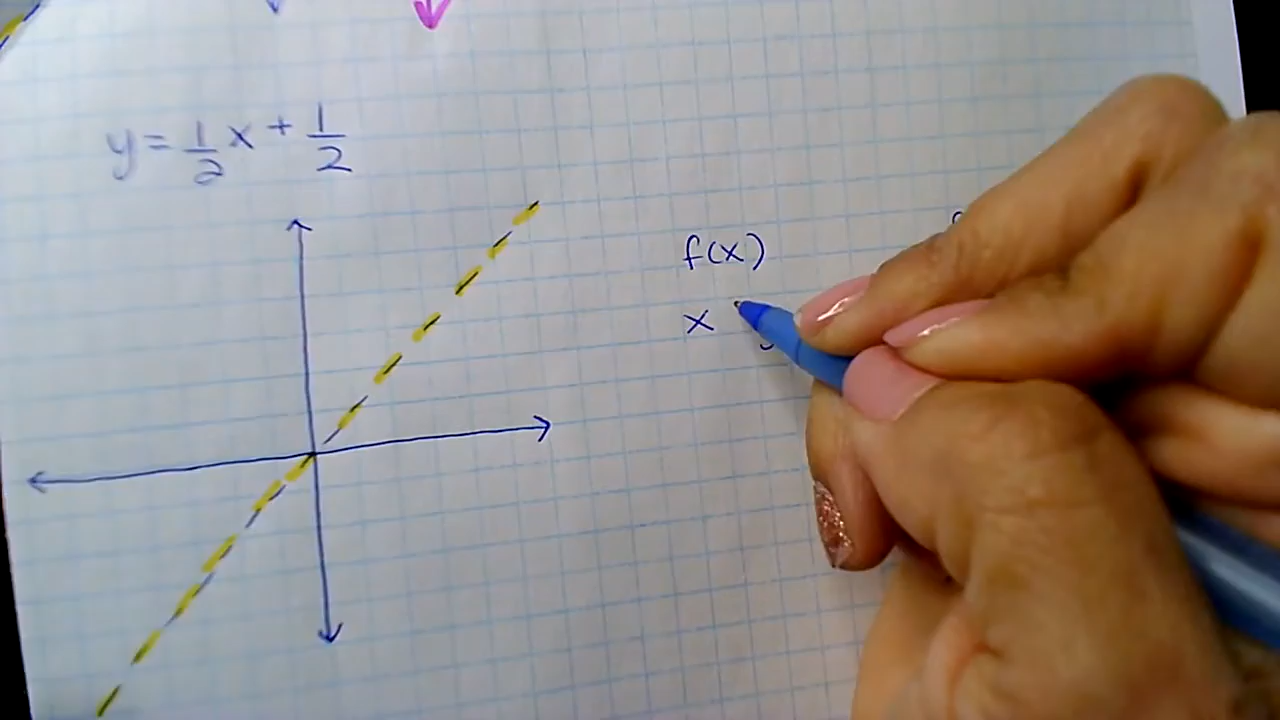 y = 1/2 x + 1/2
f(x)
x